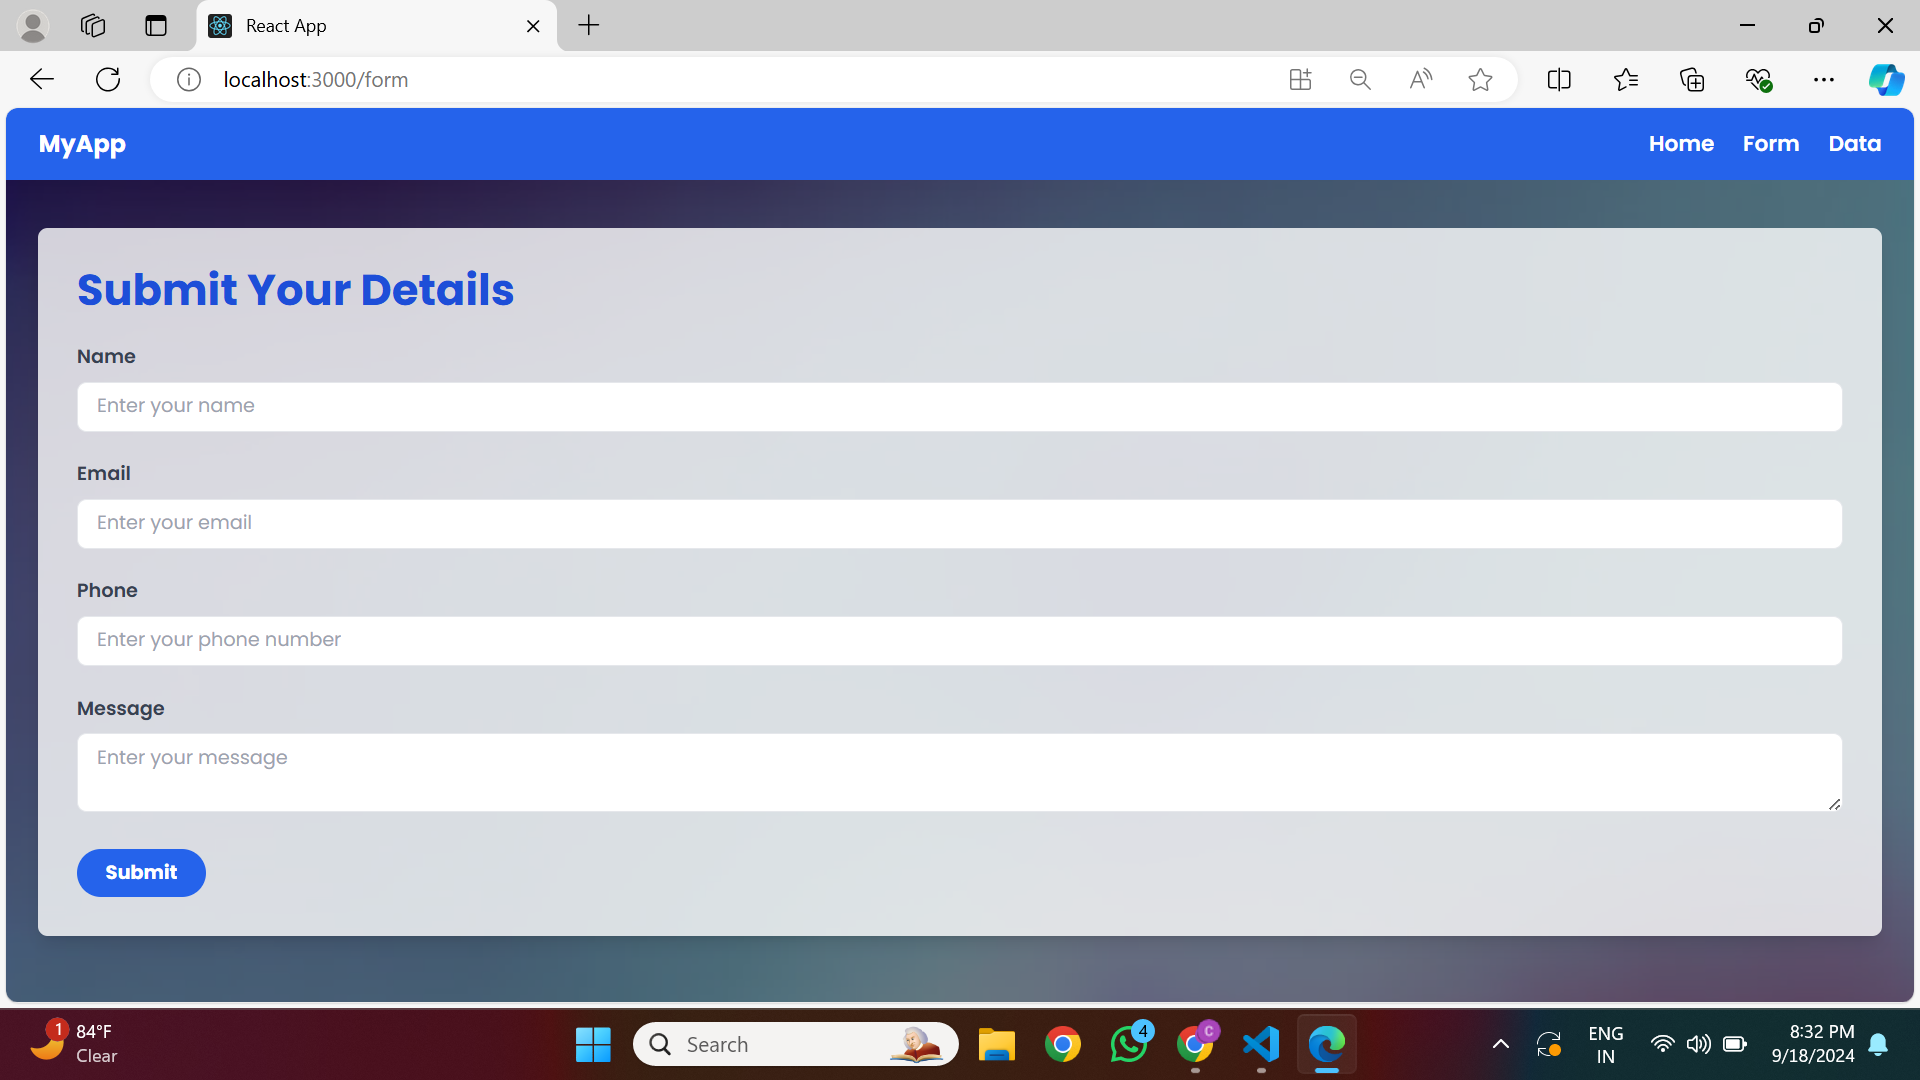 React App
localhost:3000/form
MyApp
Home Form Data
Submit Your Details
Name
Enter your name
Email
Enter your email
Phone
Enter your phone number
Message
Enter your message
Submit
1
84°F
Clear
Search
4
C
ENG
IN
8:32 PM
9/18/2024